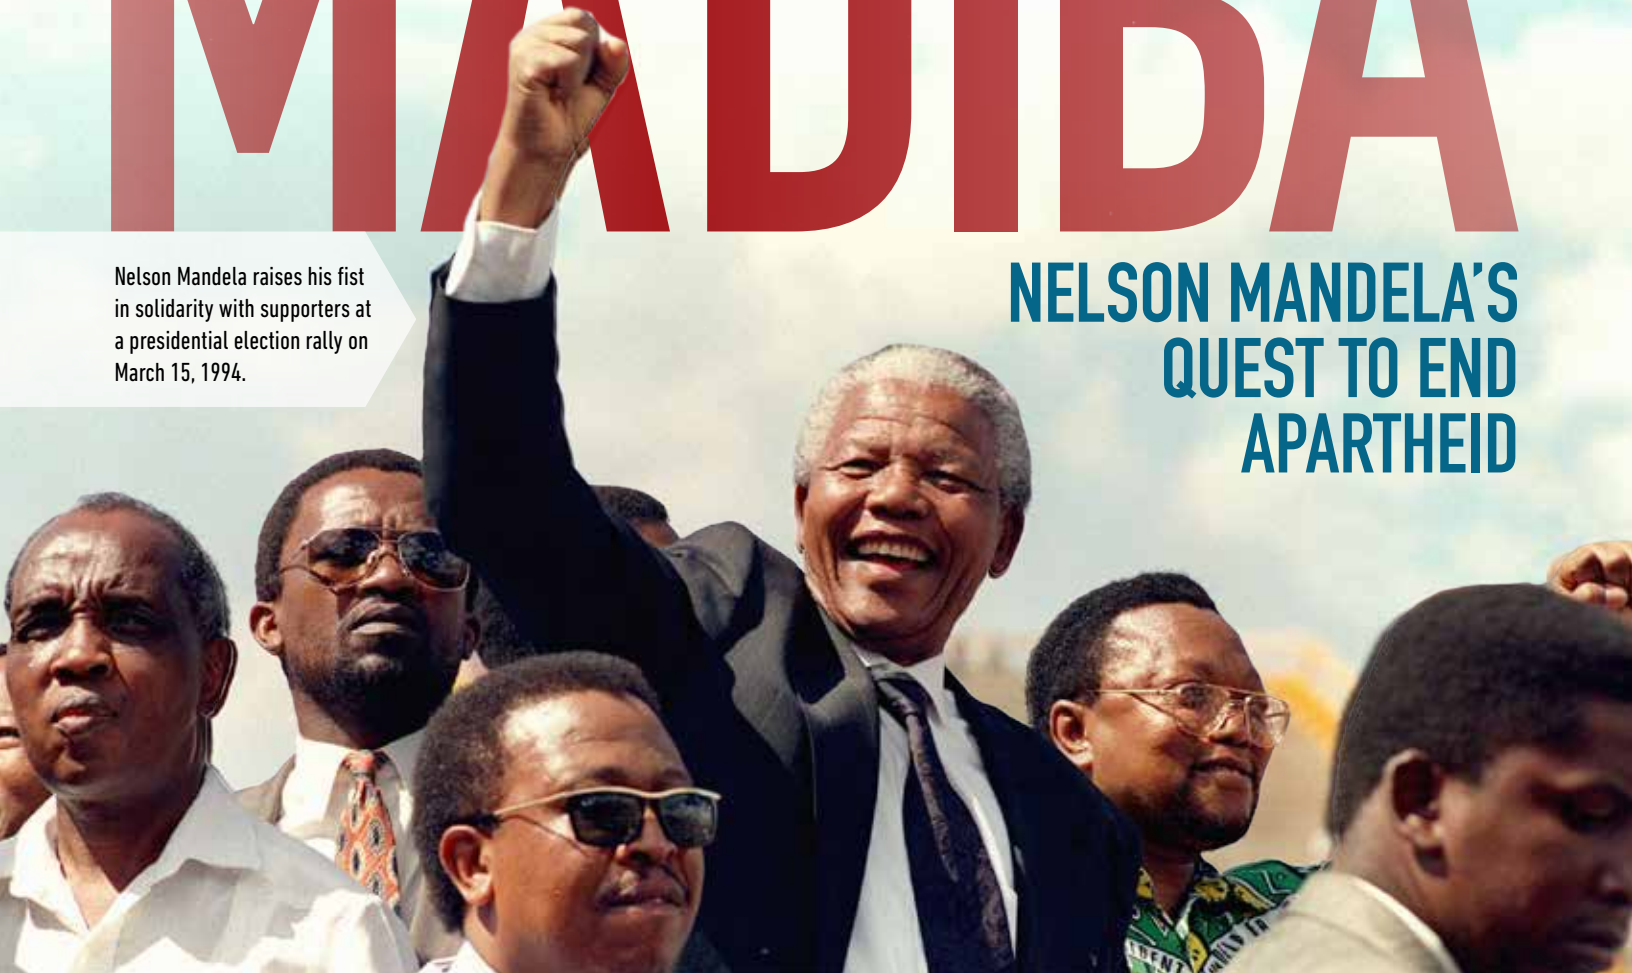 MADIBA
Nelson Mandela raises his fist
in solidarity with supporters at
a presidential election rally on
March 15, 1994.
NELSON MANDELA'S
QUEST TO END
APARTHEID